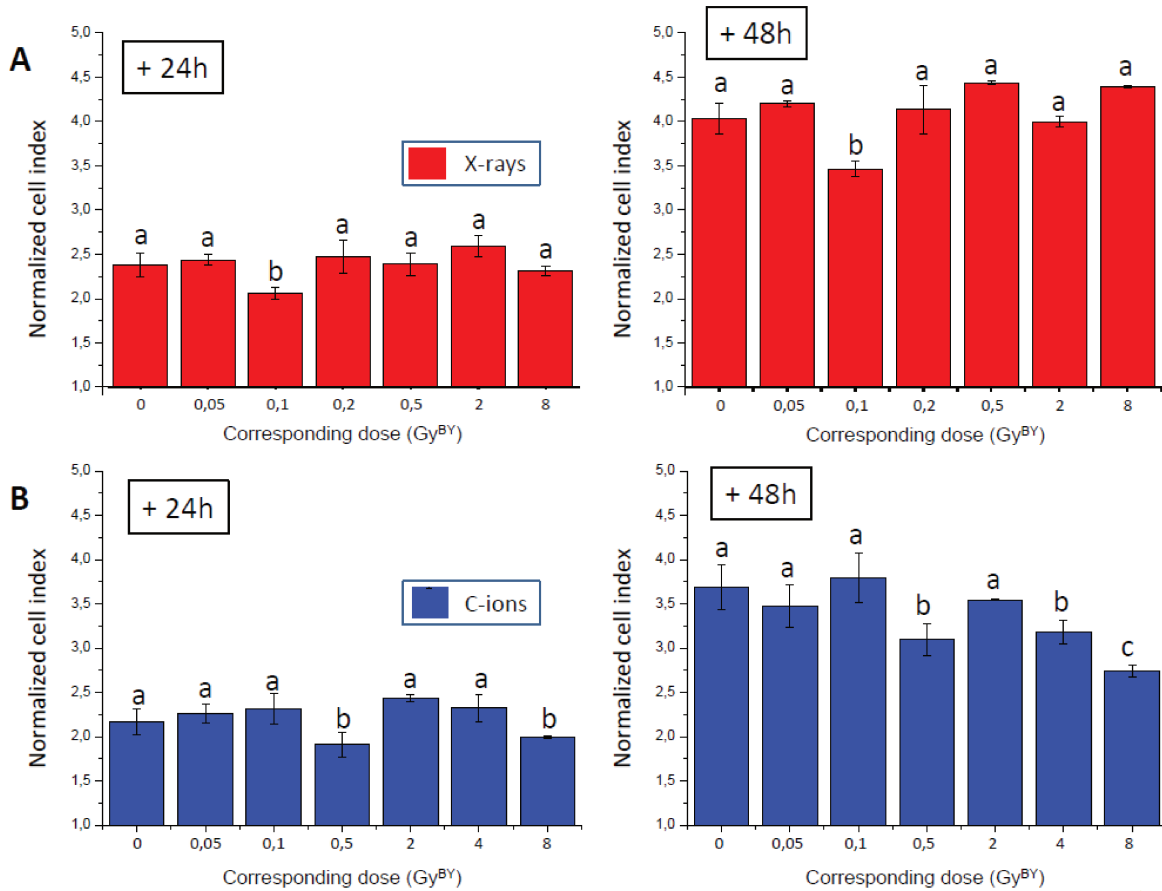 A
+ 24h
Normalized cell index
5,0
4,5
4,0
3,5
3,0
2,5
2,0
1,5
1,0
X-rays
a a b a a a a
0 0,05 0,1 0,2 0,5 2 8
Corresponding dose (Gy^BY)
+ 48h
Normalized cell index
5,0
4,5
4,0
3,5
3,0
2,5
2,0
1,5
1,0
a a b a a a a
0 0,05 0,1 0,2 0,5 2 8
Corresponding dose (Gy^BY)
B
+ 24h
Normalized cell index
5,0
4,5
4,0
3,5
3,0
2,5
2,0
1,5
1,0
C-ions
a a a b a a b
0 0,05 0,1 0,5 2 4 8
Corresponding dose (Gy^BY)
+ 48h
Normalized cell index
5,0
4,5
4,0
3,5
3,0
2,5
2,0
1,5
1,0
a a a b a b c
0 0,05 0,1 0,5 2 4 8
Corresponding dose (Gy^BY)